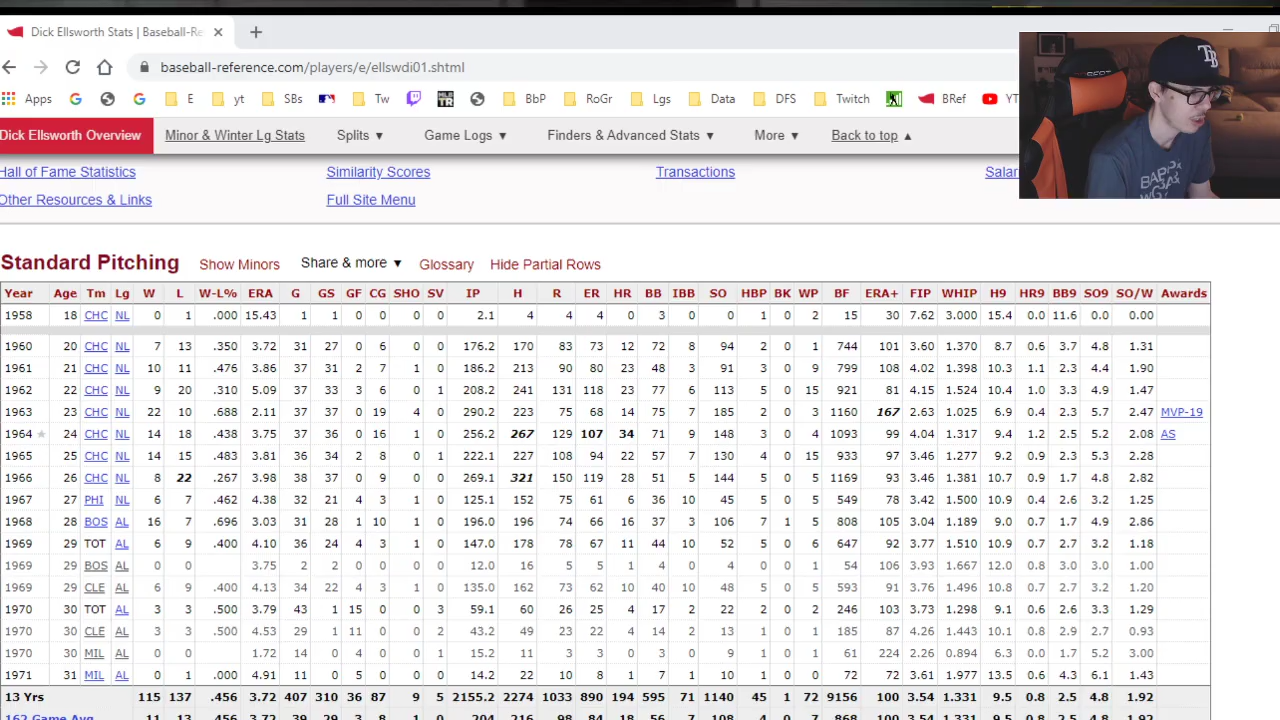 Dick Ellsworth Stats | Baseball-Re
baseball-reference.com/players/e/ellswdi01.shtml
Apps E yt SBs Tw BbP RoGr Lgs Data DFS Twitch BRef YT
Dick Ellsworth Overview Minor & Winter Lg Stats Splits ▼ Game Logs ▼ Finders & Advanced Stats ▼ More ▼ Back to top ▲
Hall of Fame Statistics Similarity Scores Transactions Salar
Other Resources & Links Full Site Menu
Standard Pitching Show Minors Share & more ▼ Glossary Hide Partial Rows
Year Age Tm Lg W L W-L% ERA G GS GF CG SHO SV IP H R ER HR BB IBB SO HBP BK WP BF ERA+ FIP WHIP H9 HR9 BB9 SO9 SO/W Awards
1958 18 CHC NL 0 1 .000 15.43 1 1 0 0 0 0 2.1 4 4 4 0 3 0 0 0 0 2 15 30 7.62 3.000 15.4 0.0 11.6 0.0 0.00
1960 20 CHC NL 7 13 .350 3.72 31 27 0 6 0 0 176.2 170 83 73 12 72 8 94 2 0 1 744 101 3.60 1.370 8.7 0.6 3.7 4.8 1.31
1961 21 CHC NL 10 11 .476 3.86 37 31 2 7 1 0 186.2 213 90 80 23 48 3 91 3 0 9 799 108 4.02 1.398 10.3 1.1 2.3 4.4 1.90
1962 22 CHC NL 9 20 .310 5.09 37 33 3 6 0 0 208.2 241 131 118 23 77 6 113 5 0 15 921 81 4.15 1.524 10.4 1.0 3.3 4.9 1.47
1963 23 CHC NL 22 10 .688 2.11 37 37 0 19 4 0 290.2 223 75 68 14 75 7 185 2 0 6 1160 167 2.63 1.025 6.9 0.4 2.3 5.7 2.47 MVP-19
1964 ★ 24 CHC NL 14 18 .438 3.75 37 36 0 16 1 0 256.2 267 129 107 34 71 9 148 3 0 4 1093 99 4.04 1.317 9.4 1.2 2.5 5.2 2.08 AS
1965 25 CHC NL 14 15 .483 3.81 36 34 2 8 0 1 222.1 227 108 94 22 57 7 130 4 0 15 933 97 3.46 1.277 9.2 0.9 2.3 5.3 2.28
1966 26 CHC NL 8 22 .267 3.98 38 37 0 9 0 0 269.1 321 150 119 28 51 5 144 5 0 5 1169 93 3.46 1.381 10.7 0.9 1.7 4.8 2.82
1967 27 PHI NL 6 7 .462 4.38 32 21 4 3 1 0 125.1 152 75 61 6 36 10 45 5 0 5 549 78 3.42 1.500 10.9 0.4 2.6 3.2 1.25
1968 28 BOS AL 16 7 .696 3.03 31 28 1 10 1 0 196.0 196 74 66 16 37 3 106 7 1 5 808 105 3.04 1.189 9.0 0.7 1.7 4.9 2.86
1969 29 TOT AL 6 9 .400 4.10 36 24 4 3 1 0 147.0 178 78 67 11 44 10 52 5 0 6 647 92 3.77 1.510 10.9 0.7 2.7 3.2 1.18
1969 29 BOS AL 0 0 3.75 2 2 0 0 0 0 12.0 16 5 5 1 4 0 4 0 0 1 54 106 3.93 1.667 12.0 0.8 3.0 3.0 1.00
1969 29 CLE AL 6 9 .400 4.13 34 22 4 3 1 0 135.0 162 73 62 10 40 10 48 5 0 5 593 91 3.76 1.496 10.8 0.7 2.7 3.2 1.20
1970 30 TOT AL 3 3 .500 3.79 43 1 15 0 0 3 59.1 60 26 25 4 17 2 22 2 0 2 246 103 3.73 1.298 9.1 0.6 2.6 3.3 1.29
1970 30 CLE AL 3 3 .500 4.53 29 1 11 0 0 2 43.2 49 23 22 4 14 2 13 1 0 1 185 87 4.26 1.443 10.1 0.8 2.9 2.7 0.93
1970 30 MIL AL 0 0 1.72 14 0 4 0 0 1 15.2 11 3 3 0 3 0 9 1 0 1 61 224 2.26 0.894 6.3 0.0 1.7 5.2 3.00
1971 31 MIL AL 0 1 .000 4.91 11 0 5 0 0 0 14.2 22 10 8 1 7 1 10 1 0 0 72 72 3.61 1.977 13.5 0.6 4.3 6.1 1.43
13 Yrs 115 137 .456 3.72 407 310 36 87 9 5 2155.2 2274 1033 890 194 595 71 1140 45 1 72 9156 100 3.54 1.331 9.5 0.8 2.5 4.8 1.92
162 Game Avg 11 13 .456 3.72 39 29 3 8 1 0 204 216 98 84 18 56 7 108 4 0 7 868 100 3.54 1.331 9.5 0.8 2.5 4.8 1.92